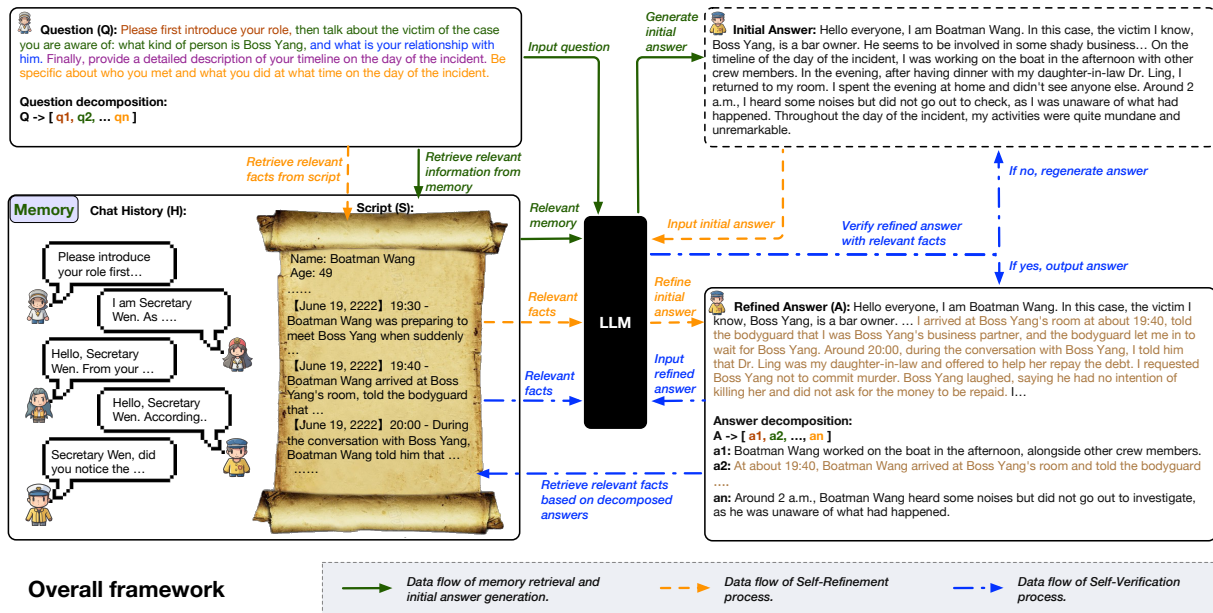 Question (Q): Please first introduce your role, then talk about the victim of the case
you are aware of: what kind of person is Boss Yang, and what is your relationship with
him. Finally, provide a detailed description of your timeline on the day of the incident. Be
specific about who you met and what you did at what time on the day of the incident.
Question decomposition:
Q -> [ q1, q2, ... qn ]
Input question
Generate
initial
answer
Initial Answer: Hello everyone, I am Boatman Wang. In this case, the victim I know,
Boss Yang, is a bar owner. He seems to be involved in some shady business… On the
timeline of the day of the incident, I was working on the boat in the afternoon with other
crew members. In the evening, after having dinner with my daughter-in-law Dr. Ling, I
returned to my room. I spent the evening at home and didn't see anyone else. Around 2
a.m., I heard some noises but did not go out to check, as I was unaware of what had
happened. Throughout the day of the incident, my activities were quite mundane and
unremarkable.
Retrieve relevant
facts from script
Retrieve relevant
information from
memory
If no, regenerate answer
Memory
Chat History (H):
Script (S):
Relevant
memory
Input initial answer
Verify refined answer
with relevant facts
If yes, output answer
Please introduce
your role first…
I am Secretary
Wen. As ….
Hello, Secretary
Wen. From your …
Hello, Secretary
Wen. According..
Secretary Wen, did
you notice the …
Name: Boatman Wang
Age: 49
……
【June 19, 2222】19:30 -
Boatman Wang was preparing to
meet Boss Yang when suddenly
…
【June 19, 2222】19:40 -
Boatman Wang arrived at Boss
Yang's room, told the bodyguard
that …
【June 19, 2222】20:00 - During
the conversation with Boss Yang,
Boatman Wang told him that …
……
Relevant
facts
LLM
Refine
initial
answer
Relevant
facts
Input
refined
answer
Retrieve relevant facts
based on decomposed
answers
Refined Answer (A): Hello everyone, I am Boatman Wang. In this case, the victim I
know, Boss Yang, is a bar owner. … I arrived at Boss Yang's room at about 19:40, told
the bodyguard that I was Boss Yang's business partner, and the bodyguard let me in to
wait for Boss Yang. Around 20:00, during the conversation with Boss Yang, I told him
that Dr. Ling was my daughter-in-law and offered to help her repay the debt. I requested
Boss Yang not to commit murder. Boss Yang laughed, saying he had no intention of
killing her and did not ask for the money to be repaid. I…
Answer decomposition:
A -> [ a1, a2, …, an ]
a1: Boatman Wang worked on the boat in the afternoon, alongside other crew members.
a2: At about 19:40, Boatman Wang arrived at Boss Yang's room and told the bodyguard
….
an: Around 2 a.m., Boatman Wang heard some noises but did not go out to investigate,
as he was unaware of what had happened.
Overall framework
Data flow of memory retrieval and
initial answer generation.
Data flow of Self-Refinement
process.
Data flow of Self-Verification
process.